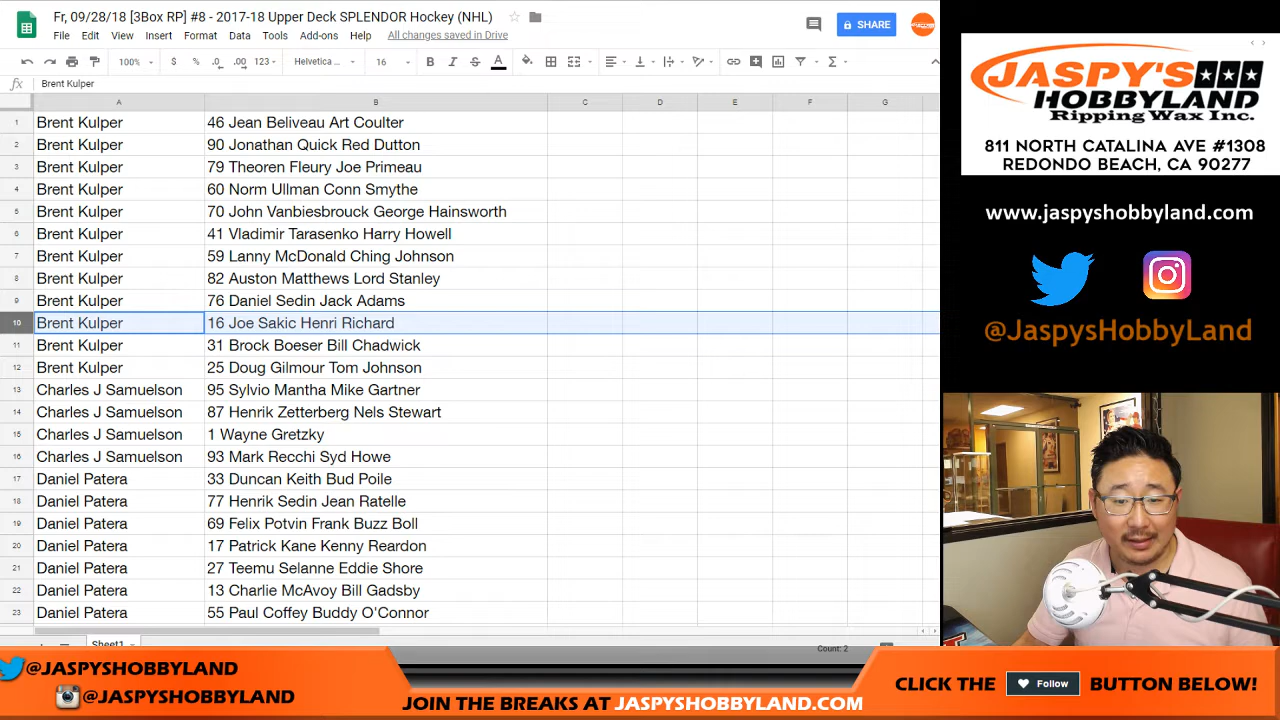 Fr, 09/28/18 [3Box RP] #8 - 2017-18 Upper Deck SPLENDOR Hockey (NHL)
File Edit View Insert Format Data Tools Add-ons Help All changes saved in Drive
SHARE
100% $ % .0 .00 123 Helvetica ... 16 B I S A
fx Brent Kulper
A B C D E F G
1 Brent Kulper 46 Jean Beliveau Art Coulter
2 Brent Kulper 90 Jonathan Quick Red Dutton
3 Brent Kulper 79 Theoren Fleury Joe Primeau
4 Brent Kulper 60 Norm Ullman Conn Smythe
5 Brent Kulper 70 John Vanbiesbrouck George Hainsworth
6 Brent Kulper 41 Vladimir Tarasenko Harry Howell
7 Brent Kulper 59 Lanny McDonald Ching Johnson
8 Brent Kulper 82 Auston Matthews Lord Stanley
9 Brent Kulper 76 Daniel Sedin Jack Adams
10 Brent Kulper 16 Joe Sakic Henri Richard
11 Brent Kulper 31 Brock Boeser Bill Chadwick
12 Brent Kulper 25 Doug Gilmour Tom Johnson
13 Charles J Samuelson 95 Sylvio Mantha Mike Gartner
14 Charles J Samuelson 87 Henrik Zetterberg Nels Stewart
15 Charles J Samuelson 1 Wayne Gretzky
16 Charles J Samuelson 93 Mark Recchi Syd Howe
17 Daniel Patera 33 Duncan Keith Bud Poile
18 Daniel Patera 77 Henrik Sedin Jean Ratelle
19 Daniel Patera 69 Felix Potvin Frank Buzz Boll
20 Daniel Patera 17 Patrick Kane Kenny Reardon
21 Daniel Patera 27 Teemu Selanne Eddie Shore
22 Daniel Patera 13 Charlie McAvoy Bill Gadsby
23 Daniel Patera 55 Paul Coffey Buddy O'Connor
Sheet1
Count: 2
JASPY'S
HOBBYLAND
Ripping Wax Inc.
811 NORTH CATALINA AVE #1308
REDONDO BEACH, CA 90277
www.jaspyshobbyland.com
@JaspysHobbyLand
@JASPYSHOBBYLAND
@JASPYSHOBBYLAND
JOIN THE BREAKS AT JASPYSHOBBYLAND.COM
CLICK THE Follow BUTTON BELOW!